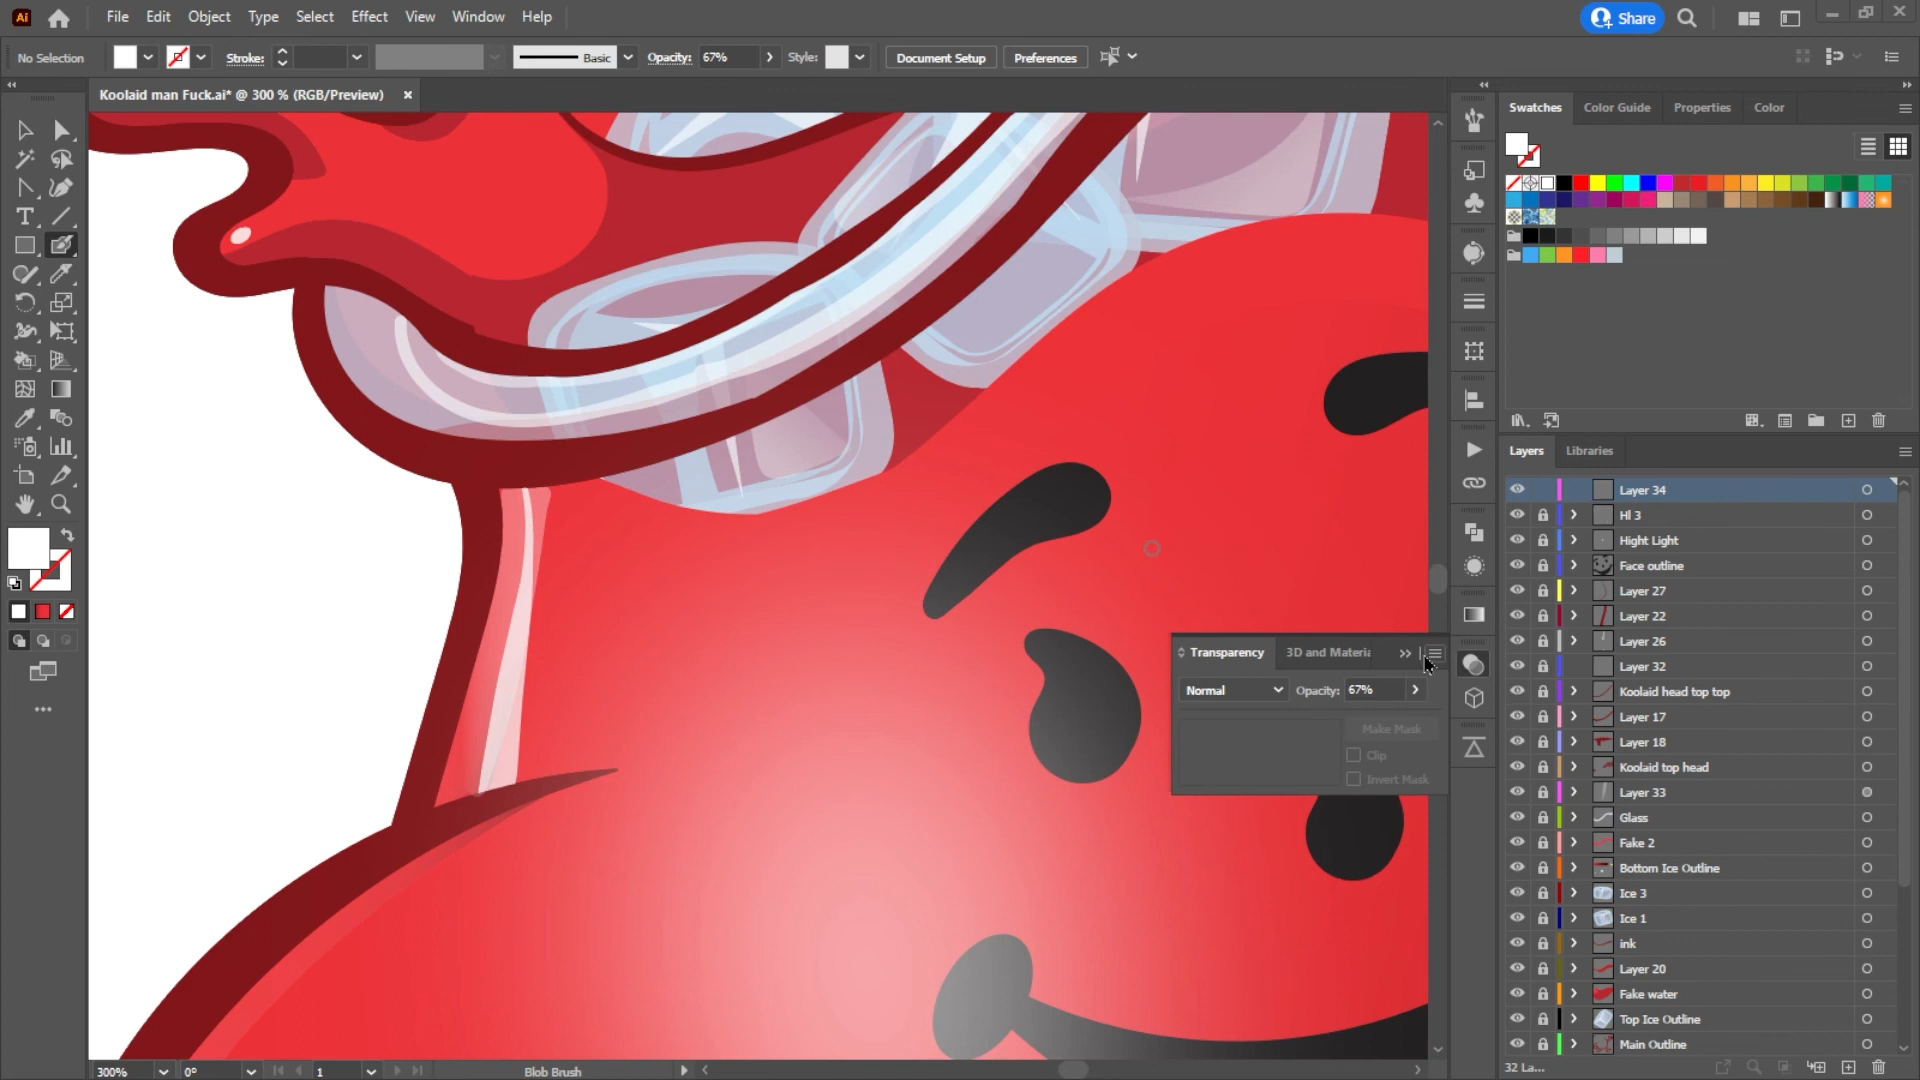 Ai File Edit Object Type Select Effect View Window Help Share
No Selection Stroke: Basic Opacity: 67% Style: Document Setup Preferences
Koolaid man Fuck.ai* @ 300 % (RGB/Preview) ×
Swatches Color Guide Properties Color
Layers Libraries
Layer 34
Hl 3
Hight Light
Face outline
Layer 27
Layer 22
Layer 26
Layer 32
Koolaid head top top
Layer 17
Layer 18
Koolaid top head
Layer 33
Glass
Fake 2
Bottom Ice Outline
Ice 3
Ice 1
ink
Layer 20
Fake water
Top Ice Outline
Main Outline
32 La...
Transparency 3D and Materia
Normal Opacity: 67%
Make Mask
Clip
Invert Mask
300% 0° 1 Blob Brush